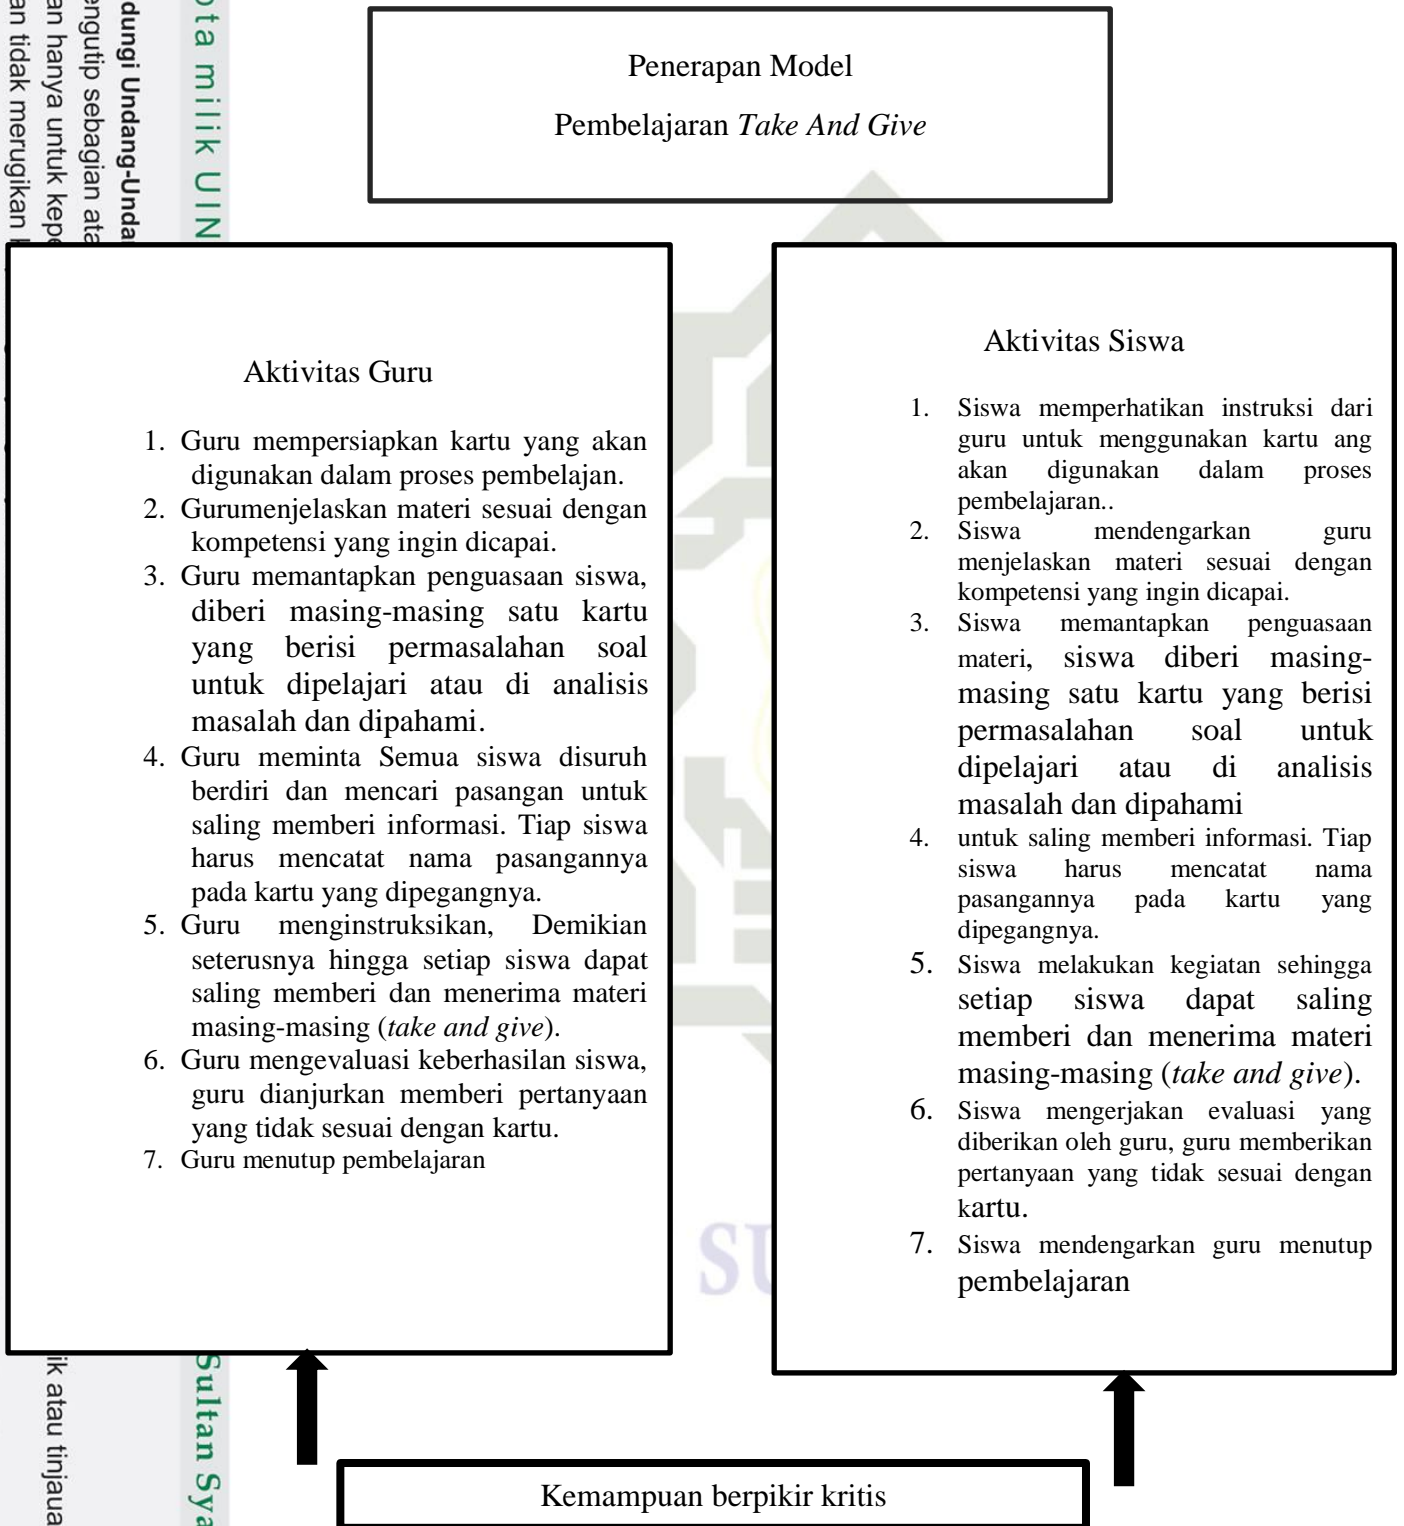 Penerapan Model
Pembelajaran Take And Give
Aktivitas Guru
1. Guru mempersiapkan kartu yang akan
digunakan dalam proses pembelajan.
2. Gurumenjelaskan materi sesuai dengan
kompetensi yang ingin dicapai.
3. Guru memantapkan penguasaan siswa,
diberi masing-masing satu kartu
yang berisi permasalahan soal
untuk dipelajari atau di analisis
masalah dan dipahami.
4. Guru meminta Semua siswa disuruh
berdiri dan mencari pasangan untuk
saling memberi informasi. Tiap siswa
harus mencatat nama pasangannya
pada kartu yang dipegangnya.
5. Guru menginstruksikan, Demikian
seterusnya hingga setiap siswa dapat
saling memberi dan menerima materi
masing-masing (take and give).
6. Guru mengevaluasi keberhasilan siswa,
guru dianjurkan memberi pertanyaan
yang tidak sesuai dengan kartu.
7. Guru menutup pembelajaran
Aktivitas Siswa
1. Siswa memperhatikan instruksi dari
guru untuk menggunakan kartu ang
akan digunakan dalam proses
pembelajaran..
2. Siswa mendengarkan guru
menjelaskan materi sesuai dengan
kompetensi yang ingin dicapai.
3. Siswa memantapkan penguasaan
materi, siswa diberi masing-
masing satu kartu yang berisi
permasalahan soal untuk
dipelajari atau di analisis
masalah dan dipahami
4. untuk saling memberi informasi. Tiap
siswa harus mencatat nama
pasangannya pada kartu yang
dipegangnya.
5. Siswa melakukan kegiatan sehingga
setiap siswa dapat saling
memberi dan menerima materi
masing-masing (take and give).
6. Siswa mengerjakan evaluasi yang
diberikan oleh guru, guru memberikan
pertanyaan yang tidak sesuai dengan
kartu.
7. Siswa mendengarkan guru menutup
pembelajaran
Kemampuan berpikir kritis
milik UIN
Sultan
Undang-
sebagian
hanya untuk
tidak merugikan
atau
SU